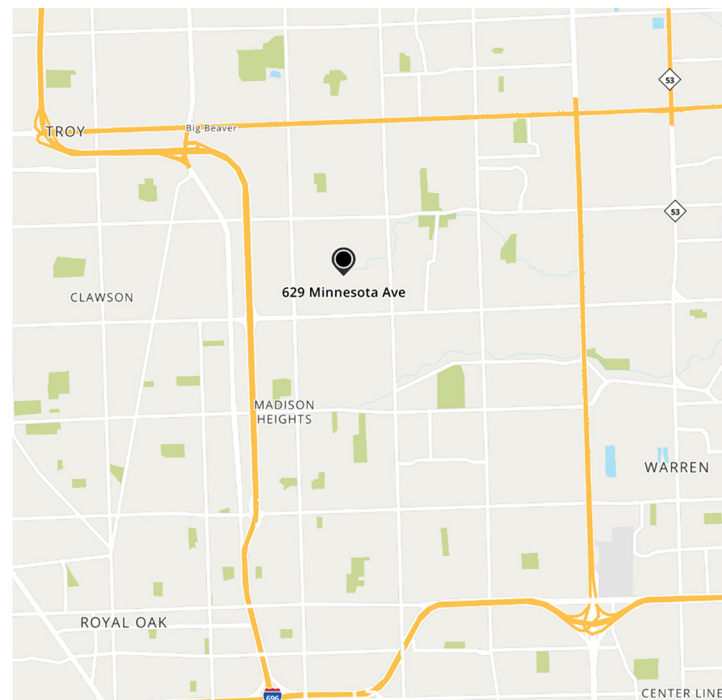 53
TROY
Big Beaver
53
629 Minnesota Ave
CLAWSON
MADISON
HEIGHTS
WARREN
ROYAL OAK
696
CENTER LINE